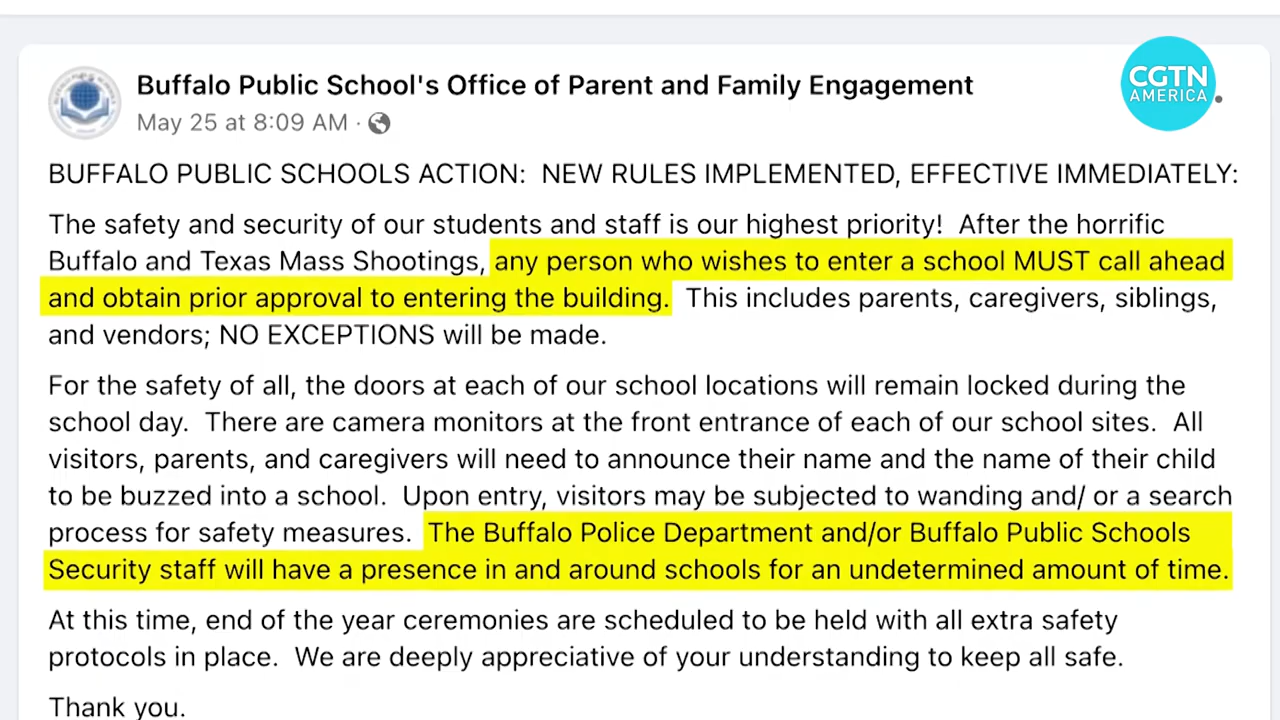 Buffalo Public School's Office of Parent and Family Engagement
May 25 at 8:09 AM ·
CGTN
AMERICA
BUFFALO PUBLIC SCHOOLS ACTION:  NEW RULES IMPLEMENTED, EFFECTIVE IMMEDIATELY:
The safety and security of our students and staff is our highest priority!  After the horrific
Buffalo and Texas Mass Shootings, any person who wishes to enter a school MUST call ahead
and obtain prior approval to entering the building.  This includes parents, caregivers, siblings,
and vendors; NO EXCEPTIONS will be made.
For the safety of all, the doors at each of our school locations will remain locked during the
school day.  There are camera monitors at the front entrance of each of our school sites.  All
visitors, parents, and caregivers will need to announce their name and the name of their child
to be buzzed into a school.  Upon entry, visitors may be subjected to wanding and/ or a search
process for safety measures.  The Buffalo Police Department and/or Buffalo Public Schools
Security staff will have a presence in and around schools for an undetermined amount of time.
At this time, end of the year ceremonies are scheduled to be held with all extra safety
protocols in place.  We are deeply appreciative of your understanding to keep all safe.
Thank you.